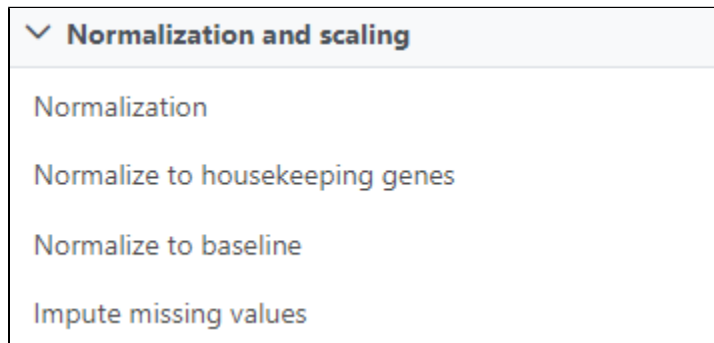 Normalization and scaling
Normalization
Normalize to housekeeping genes
Normalize to baseline
Impute missing values